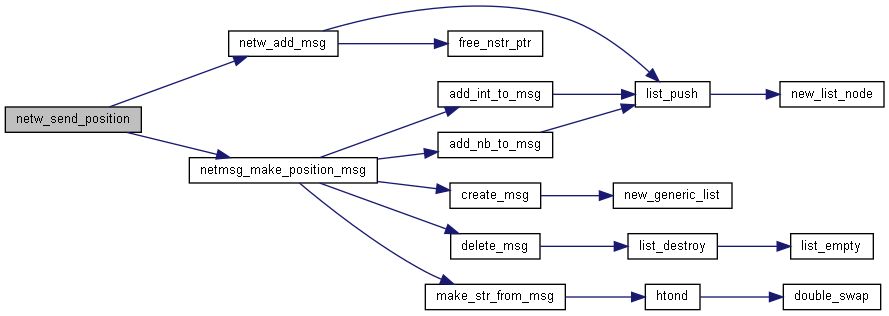 netw_send_position
netw_add_msg
free_nstr_ptr
netmsg_make_position_msg
add_int_to_msg
list_push
new_list_node
add_nb_to_msg
create_msg
new_generic_list
delete_msg
list_destroy
list_empty
make_str_from_msg
htond
double_swap